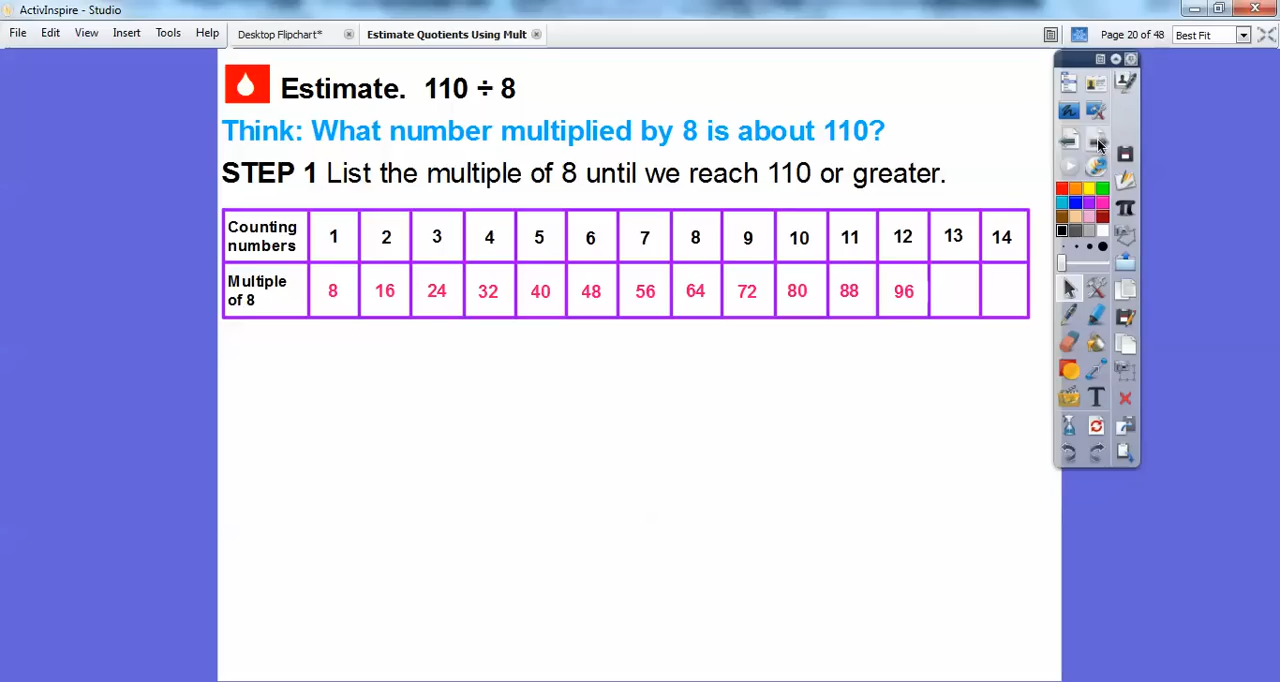 ActivInspire - Studio
File Edit View Insert Tools Help Desktop Flipchart* Estimate Quotients Using Mult Page 20 of 48 Best Fit
Estimate. 110 ÷ 8
Think: What number multiplied by 8 is about 110?
STEP 1 List the multiple of 8 until we reach 110 or greater.
Counting numbers 1 2 3 4 5 6 7 8 9 10 11 12 13 14
Multiple of 8 8 16 24 32 40 48 56 64 72 80 88 96